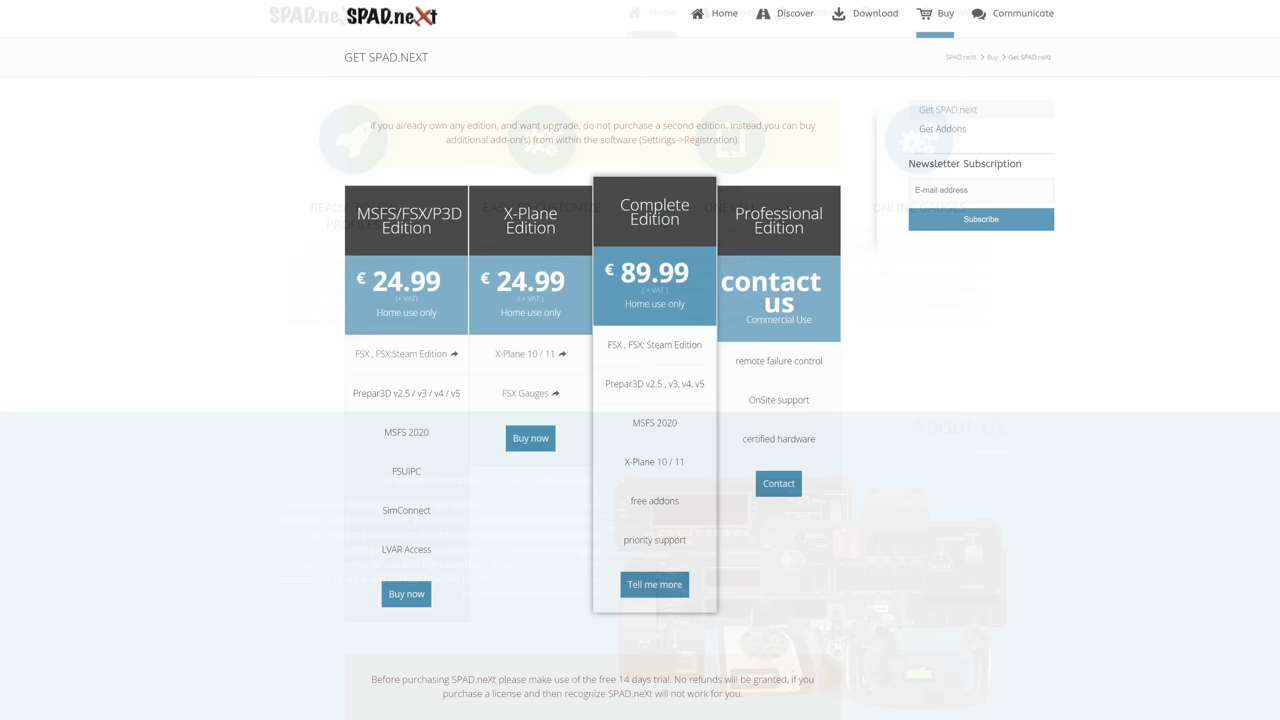 SPAD.neXt
Home
Discover
Download
Buy
Communicate
GET SPAD.NEXT
SPAD.neXt
Buy
Get SPAD.neXt
If you already own any edition, and want upgrade, do not purchase a second edition. Instead you can buy
additional add-on(s) from within the software (Settings->Registration).
Get SPAD.neXt
Get Addons
Newsletter Subscription
E-mail address
Subscribe
MSFS/FSX/P3D
Edition
€ 24.99
(+ VAT)
Home use only
FSX , FSX:Steam Edition
Prepar3D v2.5 / v3 / v4 / v5
MSFS 2020
FSUIPC
SimConnect
LVAR Access
Buy now
X-Plane
Edition
€ 24.99
( + VAT )
Home use only
X-Plane 10 / 11
FSX Gauges
Buy now
Complete
Edition
€ 89.99
( + VAT )
Home use only
FSX , FSX: Steam Edition
Prepar3D v2.5 , v3, v4, v5
MSFS 2020
X-Plane 10 / 11
free addons
priority support
Tell me more
Professional
Edition
contact
us
Commercial Use
remote failure control
OnSite support
certified hardware
Contact
About Us
Before purchasing SPAD.neXt please make use of the free 14 days trial. No refunds will be granted, if you
purchase a license and then recognize SPAD.neXt will not work for you.